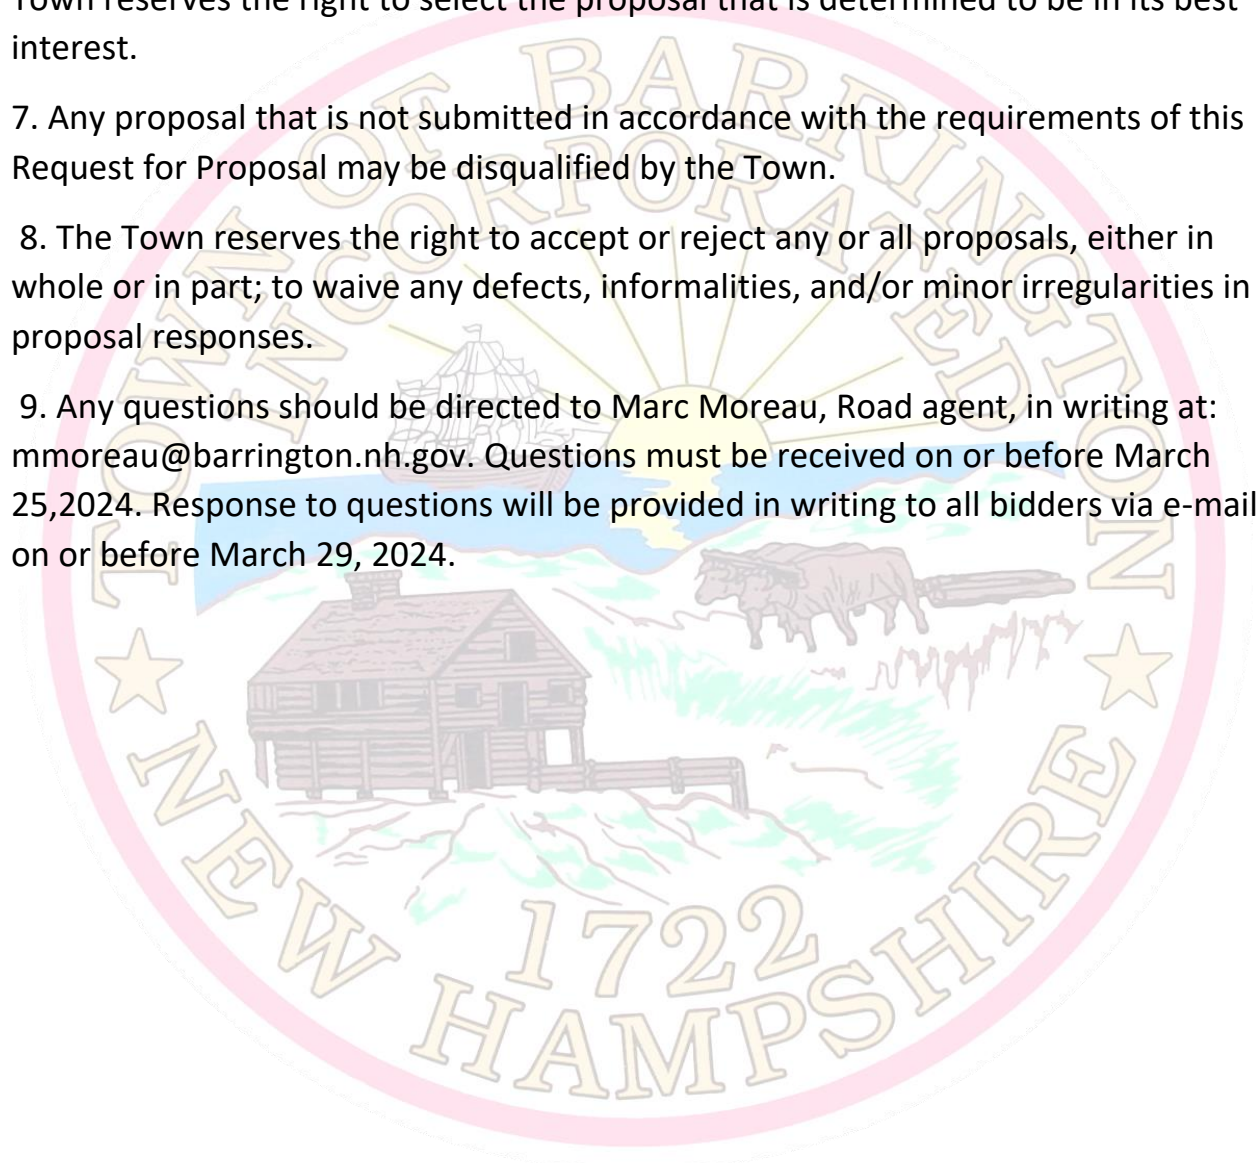 Town reserves the right to select the proposal that is determined to be in its best
interest.
7. Any proposal that is not submitted in accordance with the requirements of this
Request for Proposal may be disqualified by the Town.
8. The Town reserves the right to accept or reject any or all proposals, either in
whole or in part; to waive any defects, informalities, and/or minor irregularities in
proposal responses.
9. Any questions should be directed to Marc Moreau, Road agent, in writing at:
mmoreau@barrington.nh.gov. Questions must be received on or before March
25,2024. Response to questions will be provided in writing to all bidders via e-mail
on or before March 29, 2024.
TOWN OF BARRINGTON
INCORPORATED
1722
NEW HAMPSHIRE